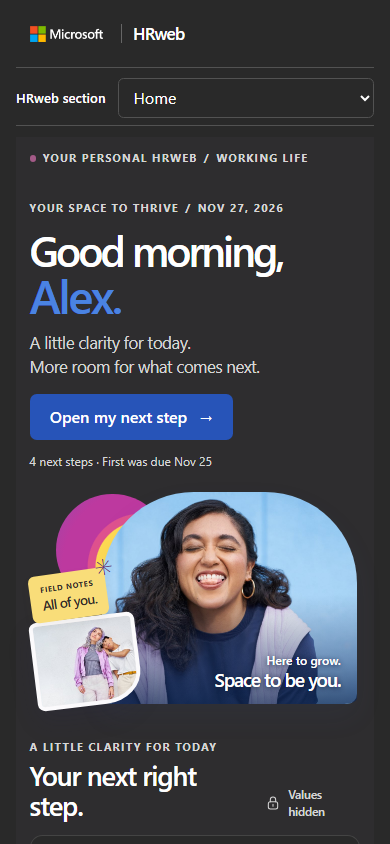 Microsoft | HRweb
HRweb section
Home
YOUR PERSONAL HRWEB / WORKING LIFE
YOUR SPACE TO THRIVE / NOV 27, 2026
Good morning,
Alex.
A little clarity for today.
More room for what comes next.
Open my next step →
4 next steps · First was due Nov 25
FIELD NOTES
All of you.
Here to grow.
Space to be you.
A LITTLE CLARITY FOR TODAY
Your next right
step.
Values
hidden